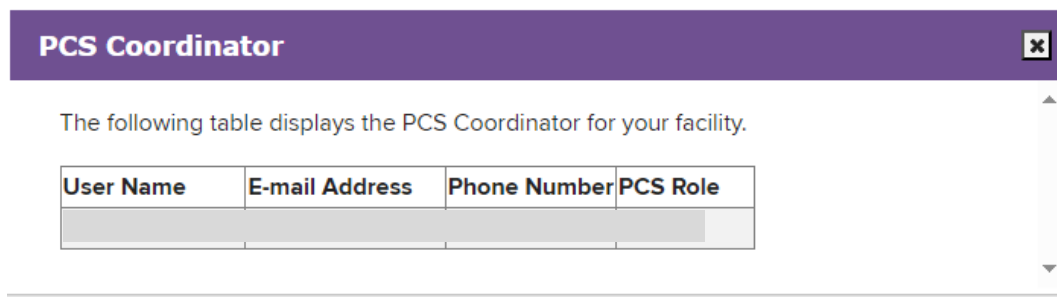 PCS Coordinator
The following table displays the PCS Coordinator for your facility.
User Name E-mail Address Phone Number PCS Role